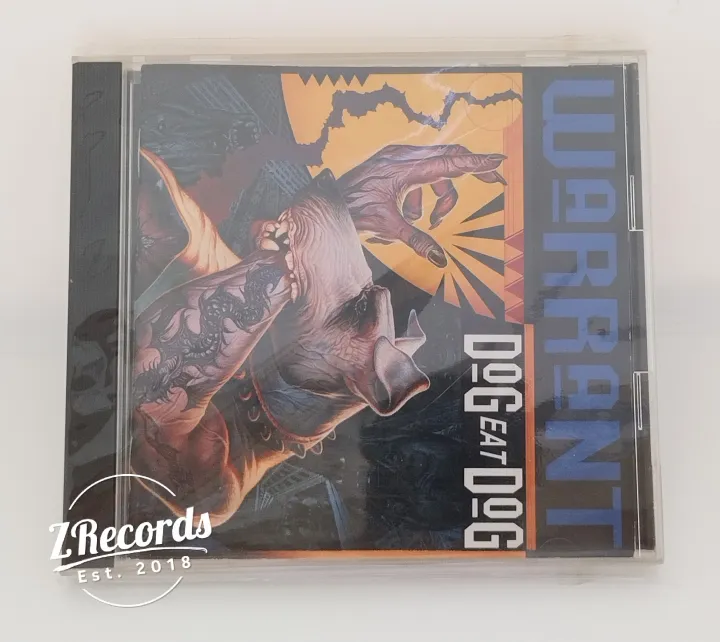 WARRANT
DOG EAT DOG
ZRecords
Est. 2018